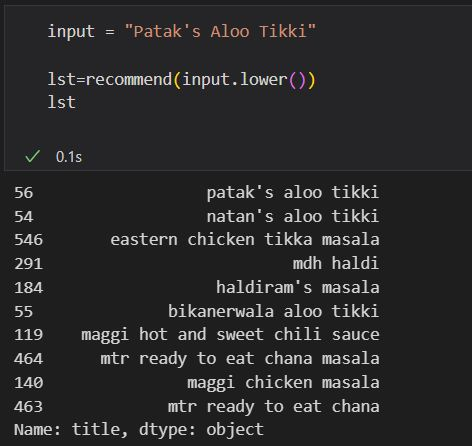 input = "Patak's Aloo Tikki"
lst=recommend(input.lower())
lst
0.1s
56 patak's aloo tikki
54 natan's aloo tikki
546 eastern chicken tikka masala
291 mdh haldi
184 haldiram's masala
55 bikanerwala aloo tikki
119 maggi hot and sweet chili sauce
464 mtr ready to eat chana masala
140 maggi chicken masala
463 mtr ready to eat chana
Name: title, dtype: object